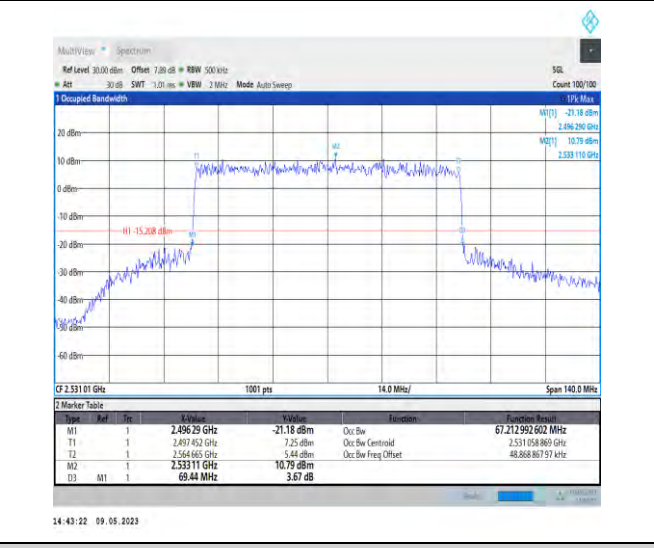 MultiView Spectrum
Ref Level 30.00 dBm Offset 7.89 dB RBW 500 kHz SGL
Att 30 dB SWT 1.01 ms VBW 2 MHz Mode Auto Sweep Count 100/100
1 Occupied Bandwidth 1Pk Max
M1[1] -21.18 dBm
2.496 290 GHz
M2[1] 10.79 dBm
2.533 110 GHz
M2
20 dBm
T1
10 dBm
0 dBm
-10 dBm
H1 -15.208 dBm
M1
D3
-20 dBm
-30 dBm
-40 dBm
-50 dBm
-60 dBm
CF 2.531 01 GHz 1001 pts 14.0 MHz/ Span 140.0 MHz
2 Marker Table
Type Ref Trc X-Value Y-Value Function Function Result
M1 1 2.496 29 GHz -21.18 dBm Occ Bw 67.212 992 602 MHz
T1 1 2.497 452 GHz 7.25 dBm Occ Bw Centroid 2.531 058 869 GHz
T2 1 2.564 665 GHz 5.44 dBm Occ Bw Freq Offset 48.868 867 97 kHz
M2 1 2.533 11 GHz 10.79 dBm
D3 M1 1 69.44 MHz 3.67 dB
14:43:22 09.05.2023